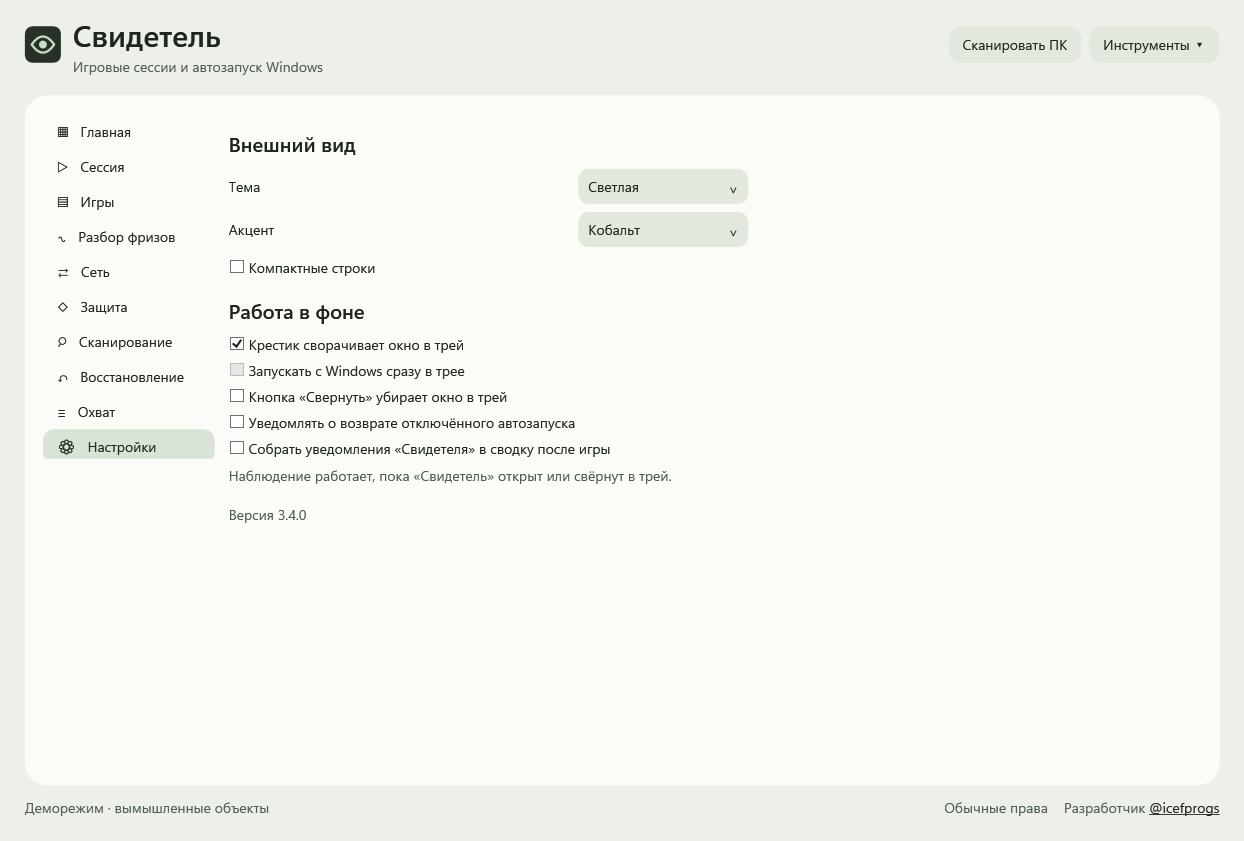 Свидетель
Игровые сессии и автозапуск Windows
Сканировать ПК
Инструменты
Главная
Сессия
Игры
Разбор фризов
Сеть
Защита
Сканирование
Восстановление
Охват
Настройки
Внешний вид
Тема Светлая
Акцент Кобальт
Компактные строки
Работа в фоне
Крестик сворачивает окно в трей
Запускать с Windows сразу в трее
Кнопка «Свернуть» убирает окно в трей
Уведомлять о возврате отключённого автозапуска
Собрать уведомления «Свидетеля» в сводку после игры
Наблюдение работает, пока «Свидетель» открыт или свёрнут в трей.
Версия 3.4.0
Деморежим · вымышленные объекты
Обычные права
Разработчик @icefprogs